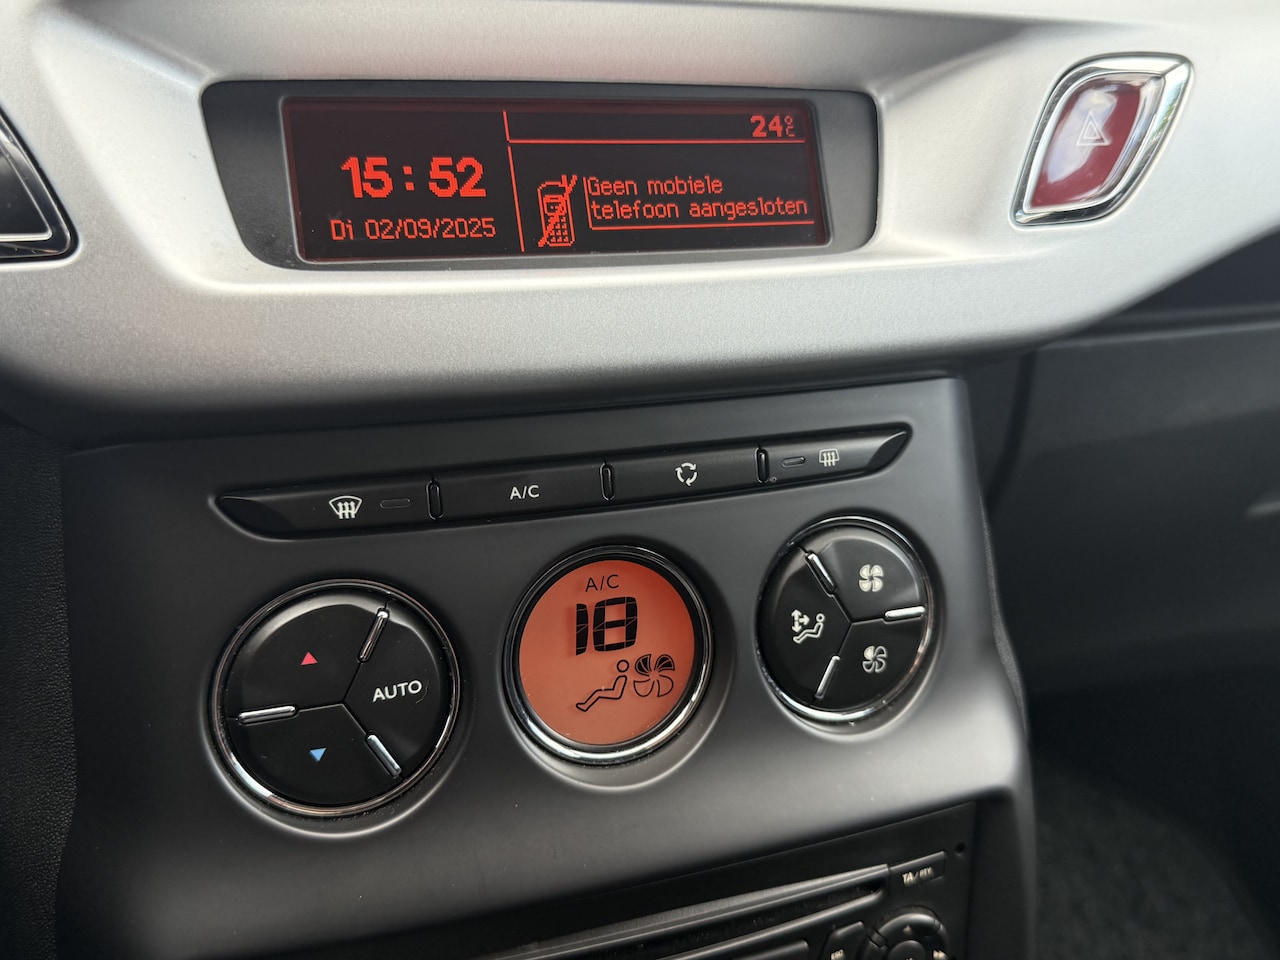 24°C
15:52
Di 02/09/2025
Geen mobiele
telefoon aangesloten
A/C
A/C
18
AUTO